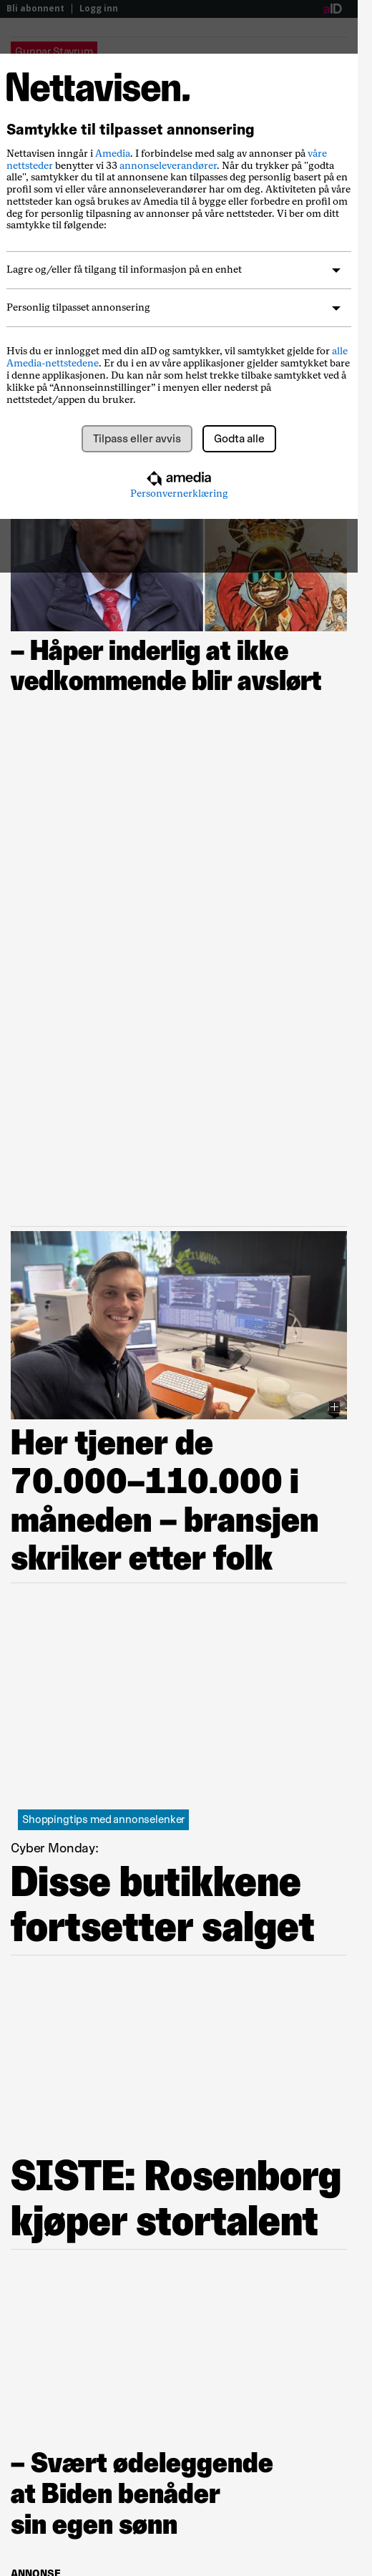 Bli abonnent | Logg inn
aID
Gunnar Stavrum
Nettavisen.
Samtykke til tilpasset annonsering
Nettavisen inngår i Amedia. I forbindelse med salg av annonser på våre
nettsteder benytter vi 33 annonseleverandører. Når du trykker på "godta
alle", samtykker du til at annonsene kan tilpasses deg personlig basert på en
profil som vi eller våre annonseleverandører har om deg. Aktiviteten på våre
nettsteder kan også brukes av Amedia til å bygge eller forbedre en profil om
deg for personlig tilpasning av annonser på våre nettsteder. Vi ber om ditt
samtykke til følgende:
Lagre og/eller få tilgang til informasjon på en enhet
Personlig tilpasset annonsering
Hvis du er innlogget med din aID og samtykker, vil samtykket gjelde for alle
Amedia-nettstedene. Er du i en av våre applikasjoner gjelder samtykket bare
i denne applikasjonen. Du kan når som helst trekke tilbake samtykket ved å
klikke på “Annonseinnstillinger” i menyen eller nederst på
nettstedet/appen du bruker.
Tilpass eller avvis
Godta alle
amedia
Personvernerklæring
– Håper inderlig at ikke
vedkommende blir avslørt
Her tjener de
70.000–110.000 i
måneden – bransjen
skriker etter folk
Shoppingtips med annonselenker
Cyber Monday:
Disse butikkene
fortsetter salget
SISTE: Rosenborg
kjøper stortalent
– Svært ødeleggende
at Biden benåder
sin egen sønn
ANNONSE